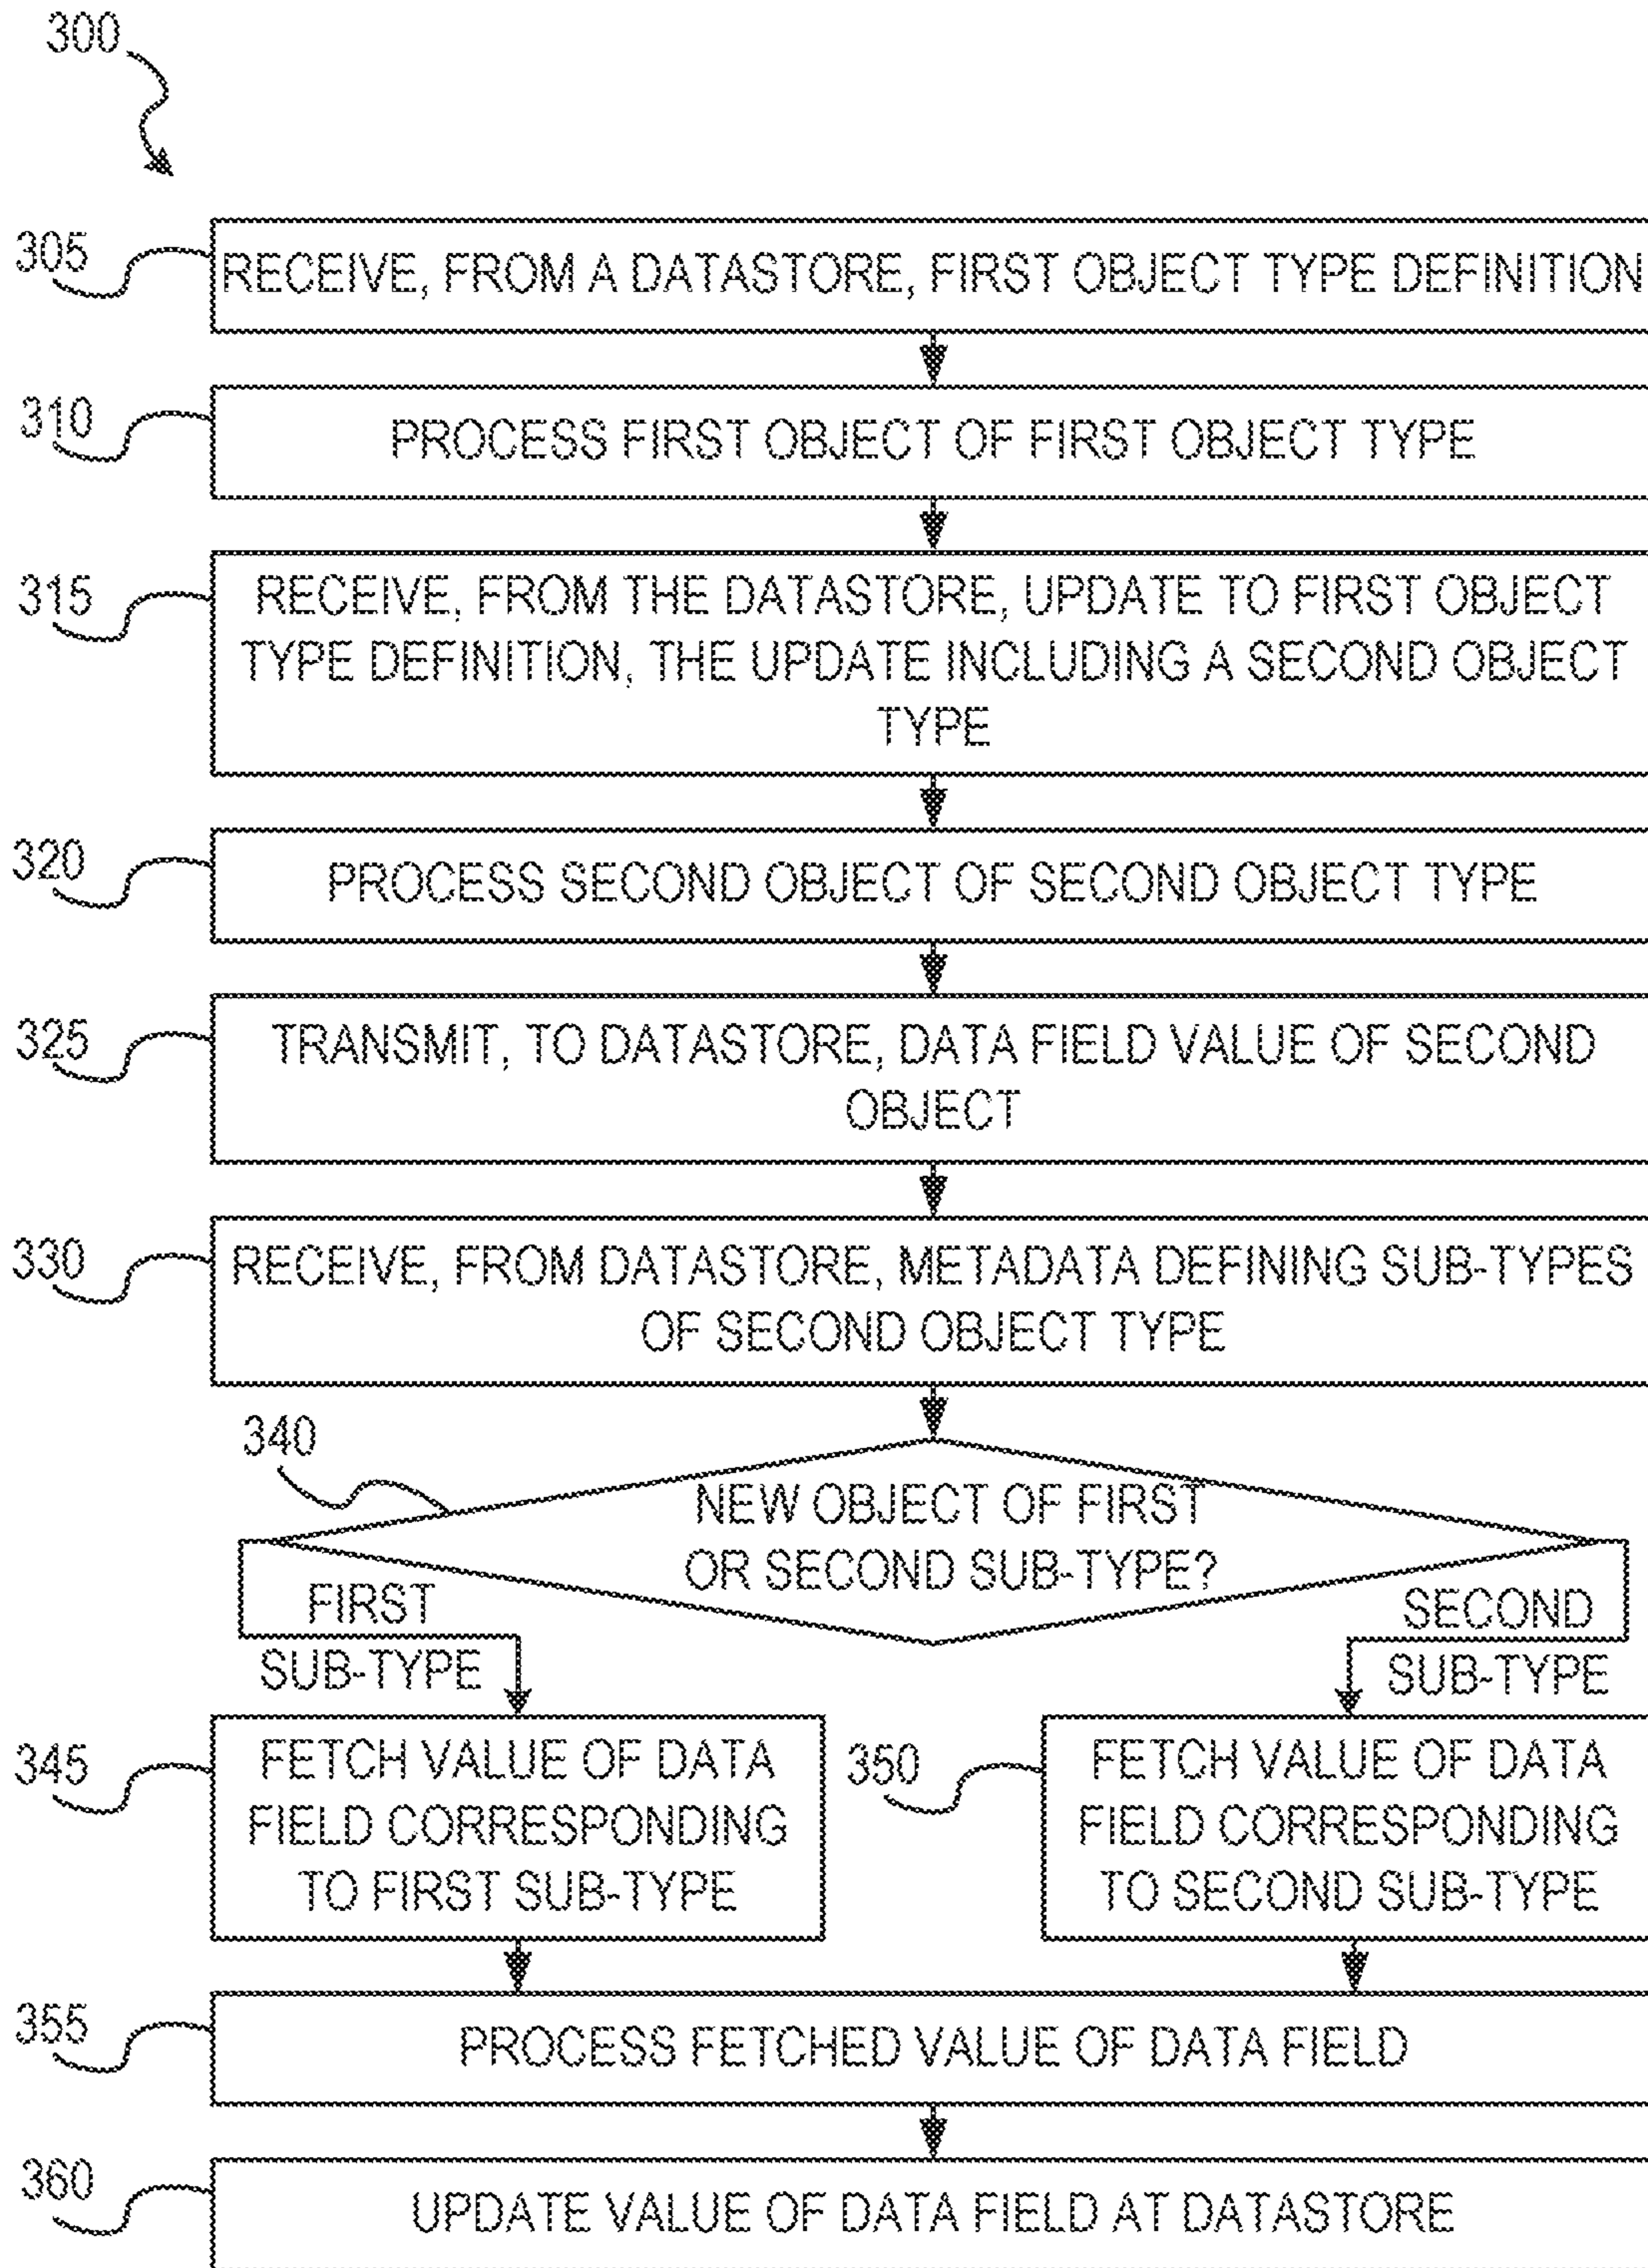 300
305
RECEIVE, FROM A DATASTORE, FIRST OBJECT TYPE DEFINITION
310
PROCESS FIRST OBJECT OF FIRST OBJECT TYPE
315
RECEIVE, FROM THE DATASTORE, UPDATE TO FIRST OBJECT
TYPE DEFINITION, THE UPDATE INCLUDING A SECOND OBJECT
TYPE
320
PROCESS SECOND OBJECT OF SECOND OBJECT TYPE
325
TRANSMIT, TO DATASTORE, DATA FIELD VALUE OF SECOND
OBJECT
330
RECEIVE, FROM DATASTORE, METADATA DEFINING SUB-TYPES
OF SECOND OBJECT TYPE
340
NEW OBJECT OF FIRST
OR SECOND SUB-TYPE?
FIRST
SUB-TYPE
SECOND
SUB-TYPE
345
FETCH VALUE OF DATA
FIELD CORRESPONDING
TO FIRST SUB-TYPE
350
FETCH VALUE OF DATA
FIELD CORRESPONDING
TO SECOND SUB-TYPE
355
PROCESS FETCHED VALUE OF DATA FIELD
360
UPDATE VALUE OF DATA FIELD AT DATASTORE